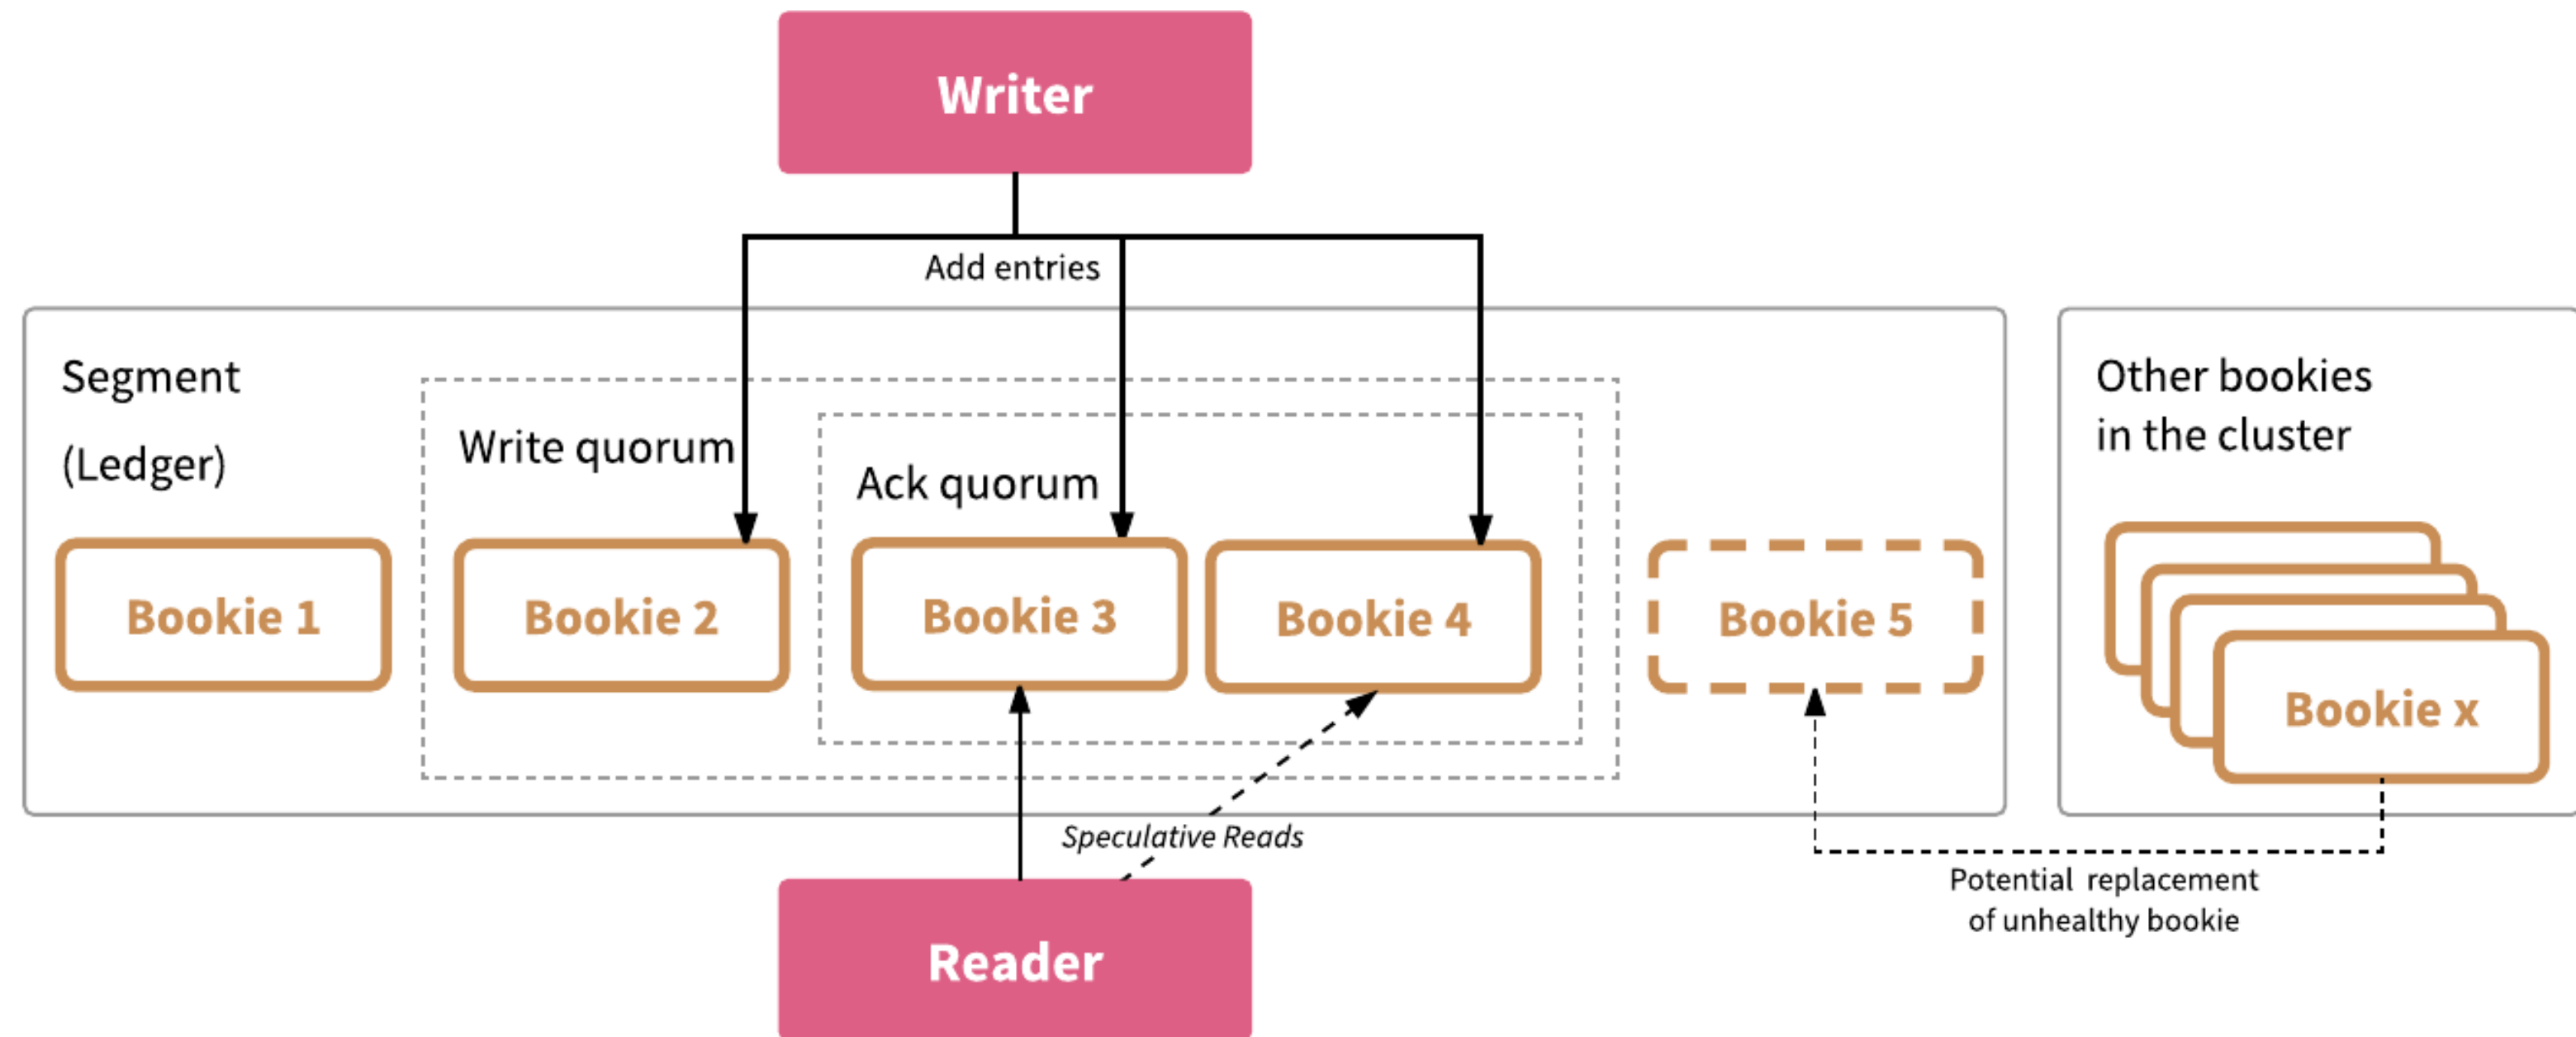 Writer
Add entries
Segment
(Ledger)
Write quorum
Ack quorum
Other bookies
in the cluster
Bookie 1
Bookie 2
Bookie 3
Bookie 4
Bookie 5
Bookie x
Speculative Reads
Potential replacement
of unhealthy bookie
Reader